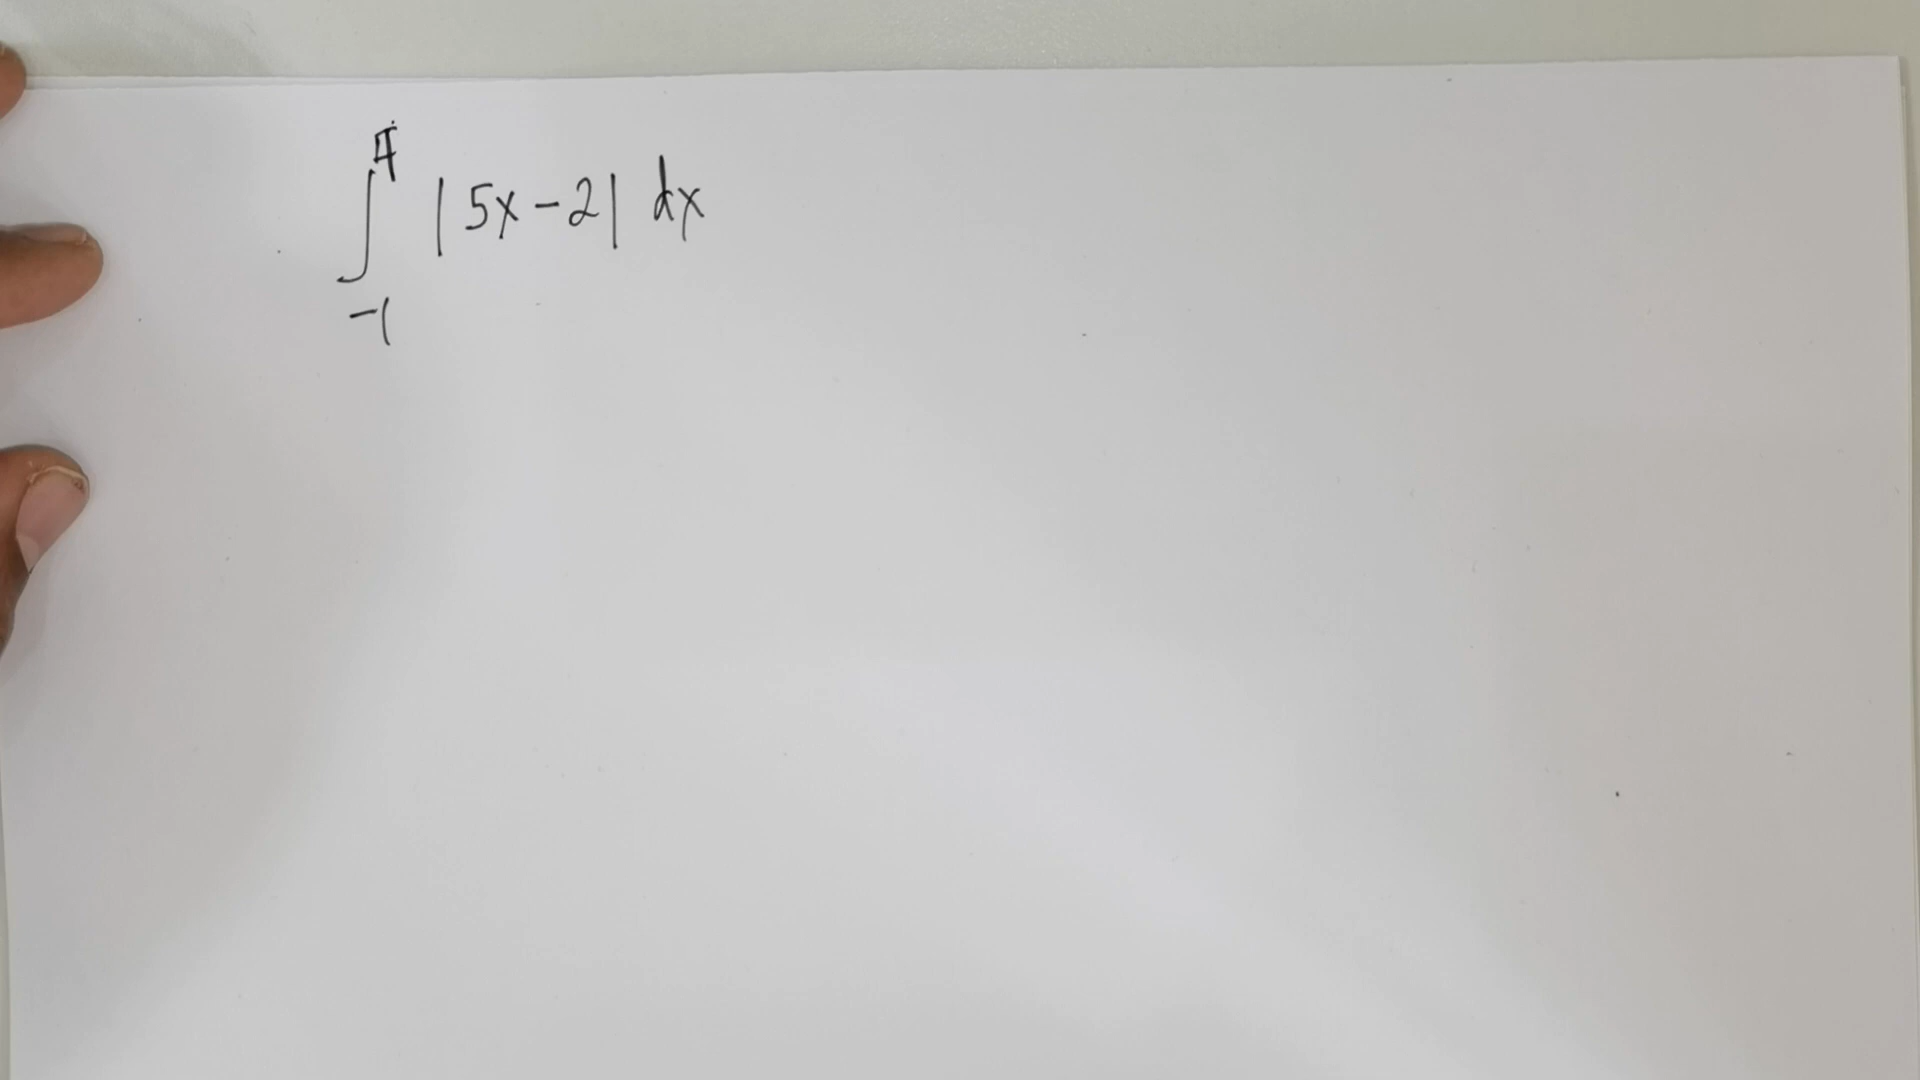 ∫_{-1}^{4} |5x-2| dx